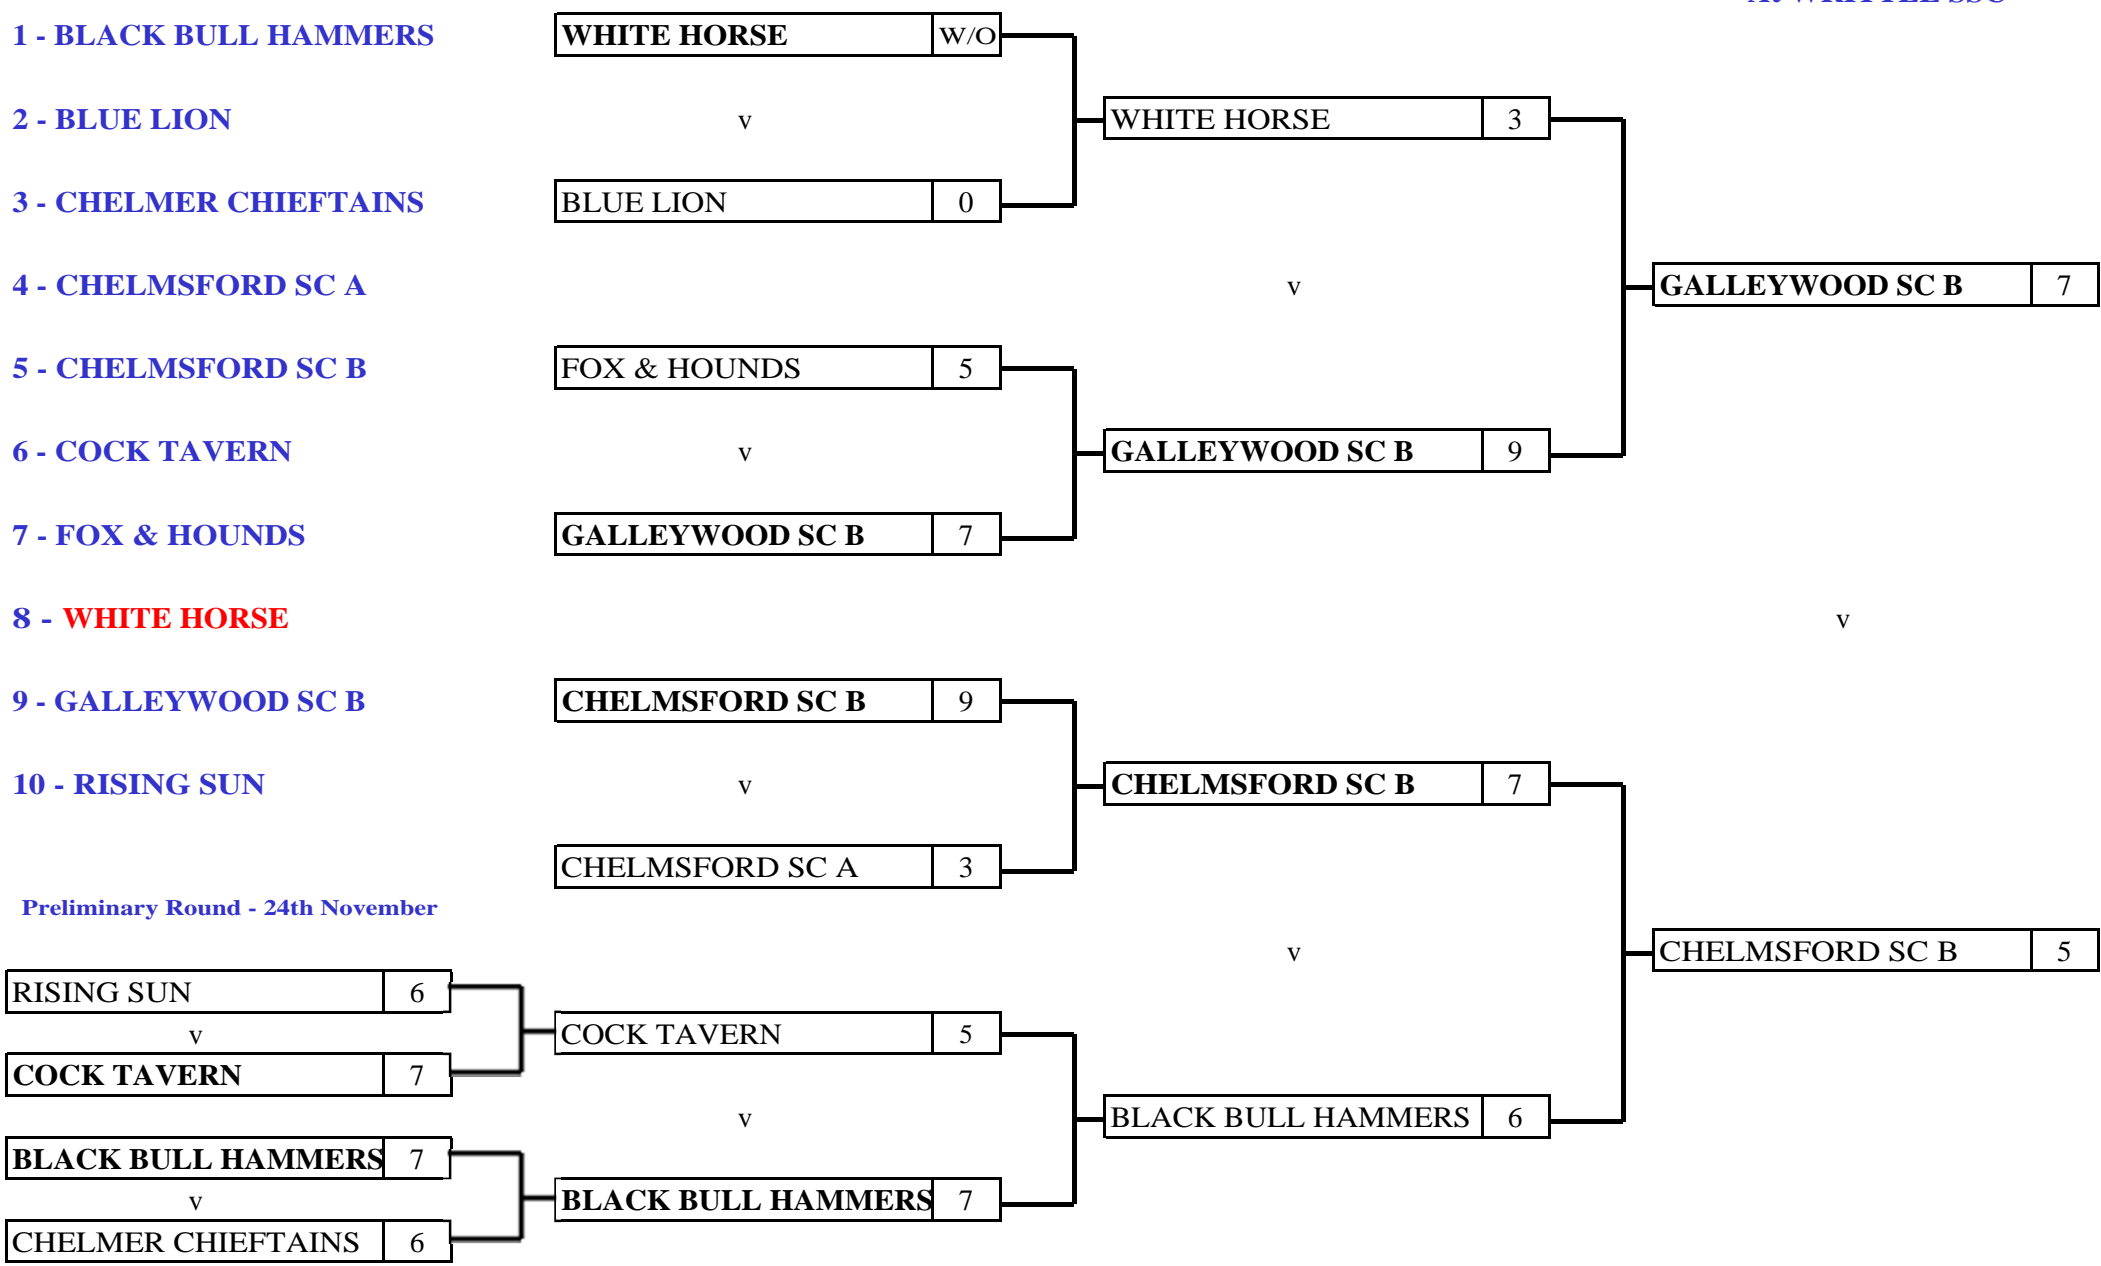 1 - BLACK BULL HAMMERS
WHITE HORSE W/O
2 - BLUE LION
v
WHITE HORSE 3
3 - CHELMER CHIEFTAINS
BLUE LION 0
4 - CHELMSFORD SC A
v
GALLEYWOOD SC B 7
5 - CHELMSFORD SC B
FOX & HOUNDS 5
6 - COCK TAVERN
v
GALLEYWOOD SC B 9
7 - FOX & HOUNDS
GALLEYWOOD SC B 7
8 - WHITE HORSE
v
9 - GALLEYWOOD SC B
CHELMSFORD SC B 9
10 - RISING SUN
v
CHELMSFORD SC B 7
CHELMSFORD SC A 3
Preliminary Round - 24th November
v
CHELMSFORD SC B 5
RISING SUN 6
v
COCK TAVERN 5
COCK TAVERN 7
v
BLACK BULL HAMMERS 6
BLACK BULL HAMMERS 7
v
BLACK BULL HAMMERS 7
CHELMER CHIEFTAINS 6